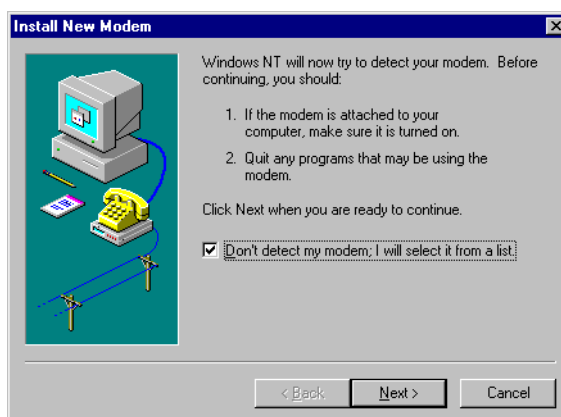 Install New Modem
Windows NT will now try to detect your modem. Before
continuing, you should:
1. If the modem is attached to your
computer, make sure it is turned on.
2. Quit any programs that may be using the
modem.
Click Next when you are ready to continue.
Don't detect my modem; I will select it from a list.
< Back
Next >
Cancel